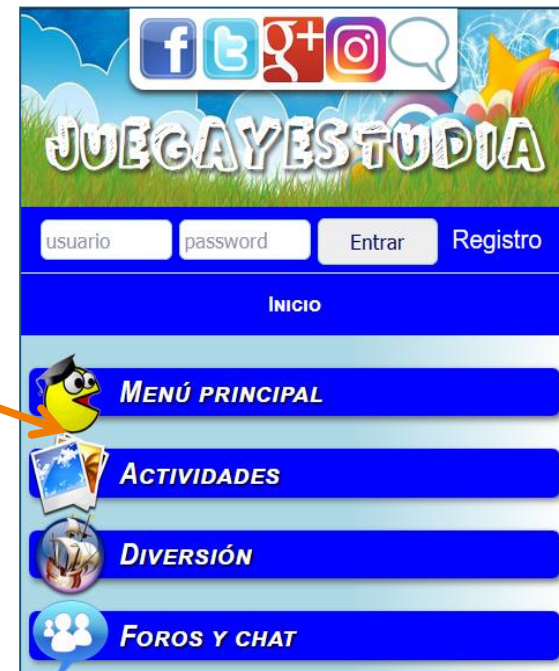 JUEGAYESTUDIA
usuario password Entrar Registro
INICIO
MENÚ PRINCIPAL
ACTIVIDADES
DIVERSIÓN
FOROS Y CHAT